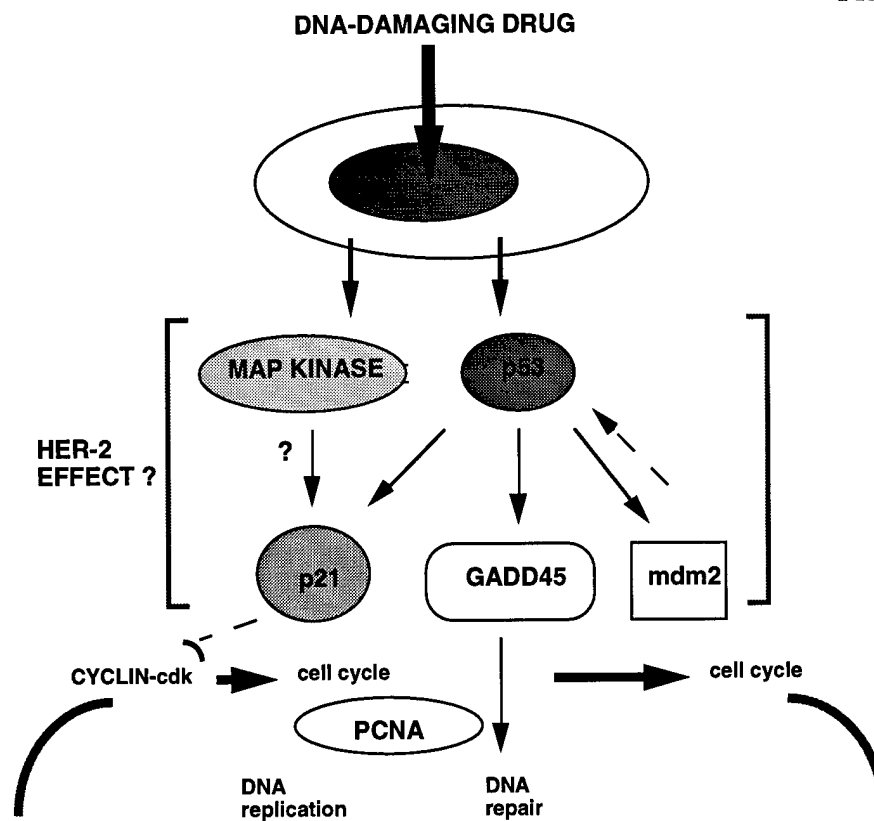 DNA-DAMAGING DRUG
MAP KINASE
p53
HER-2
EFFECT ?
?
p21
GADD45
mdm2
CYCLIN-cdk
cell cycle
cell cycle
PCNA
DNA
replication
DNA
repair